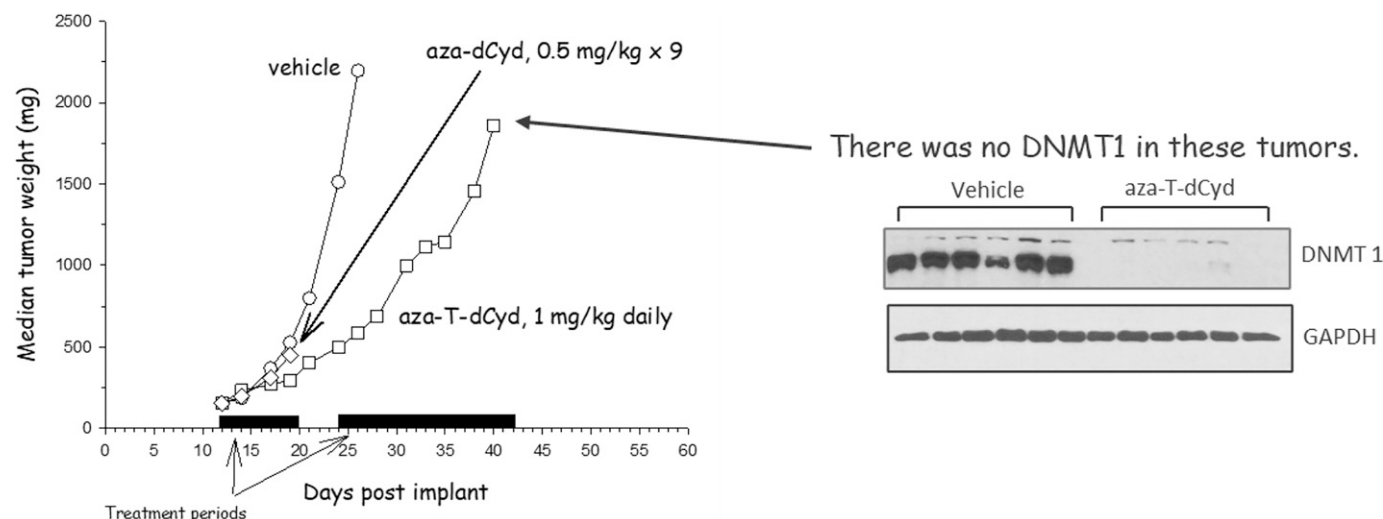 2500
2000
1500
1000
500
0
Median tumor weight (mg)
vehicle
aza-dCyd, 0.5 mg/kg x 9
aza-T-dCyd, 1 mg/kg daily
0 5 10 15 20 25 30 35 40 45 50 55 60
Days post implant
Treatment periods
There was no DNMT1 in these tumors.
Vehicle aza-T-dCyd
DNMT 1
GAPDH